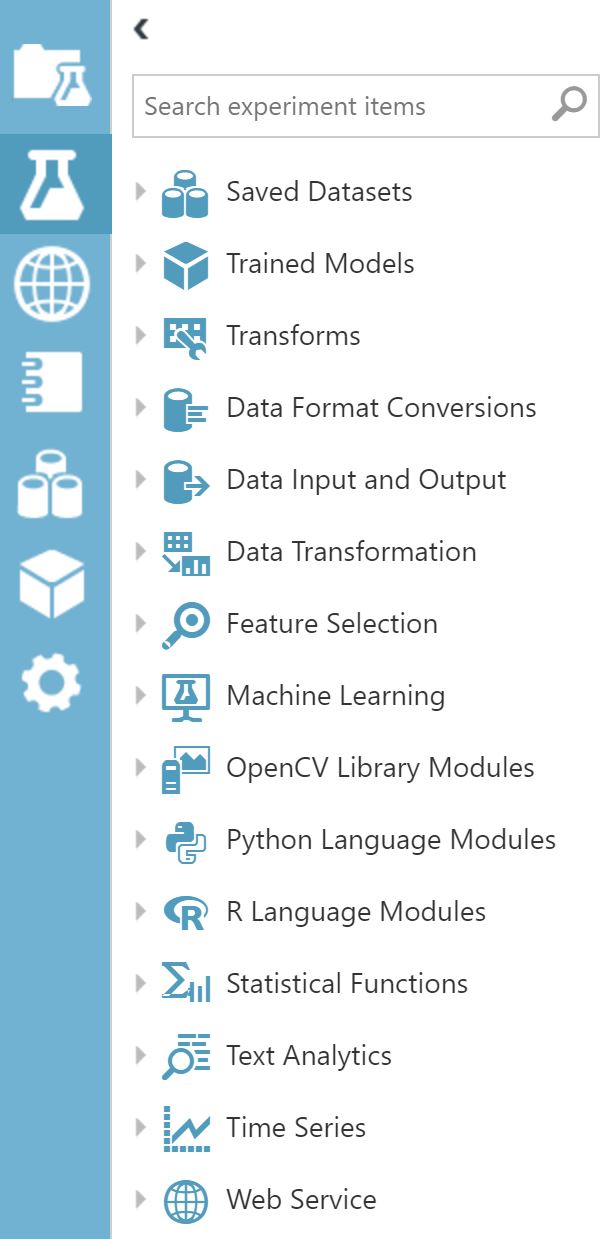 Search experiment items
Saved Datasets
Trained Models
Transforms
Data Format Conversions
Data Input and Output
Data Transformation
Feature Selection
Machine Learning
OpenCV Library Modules
Python Language Modules
R Language Modules
Statistical Functions
Text Analytics
Time Series
Web Service